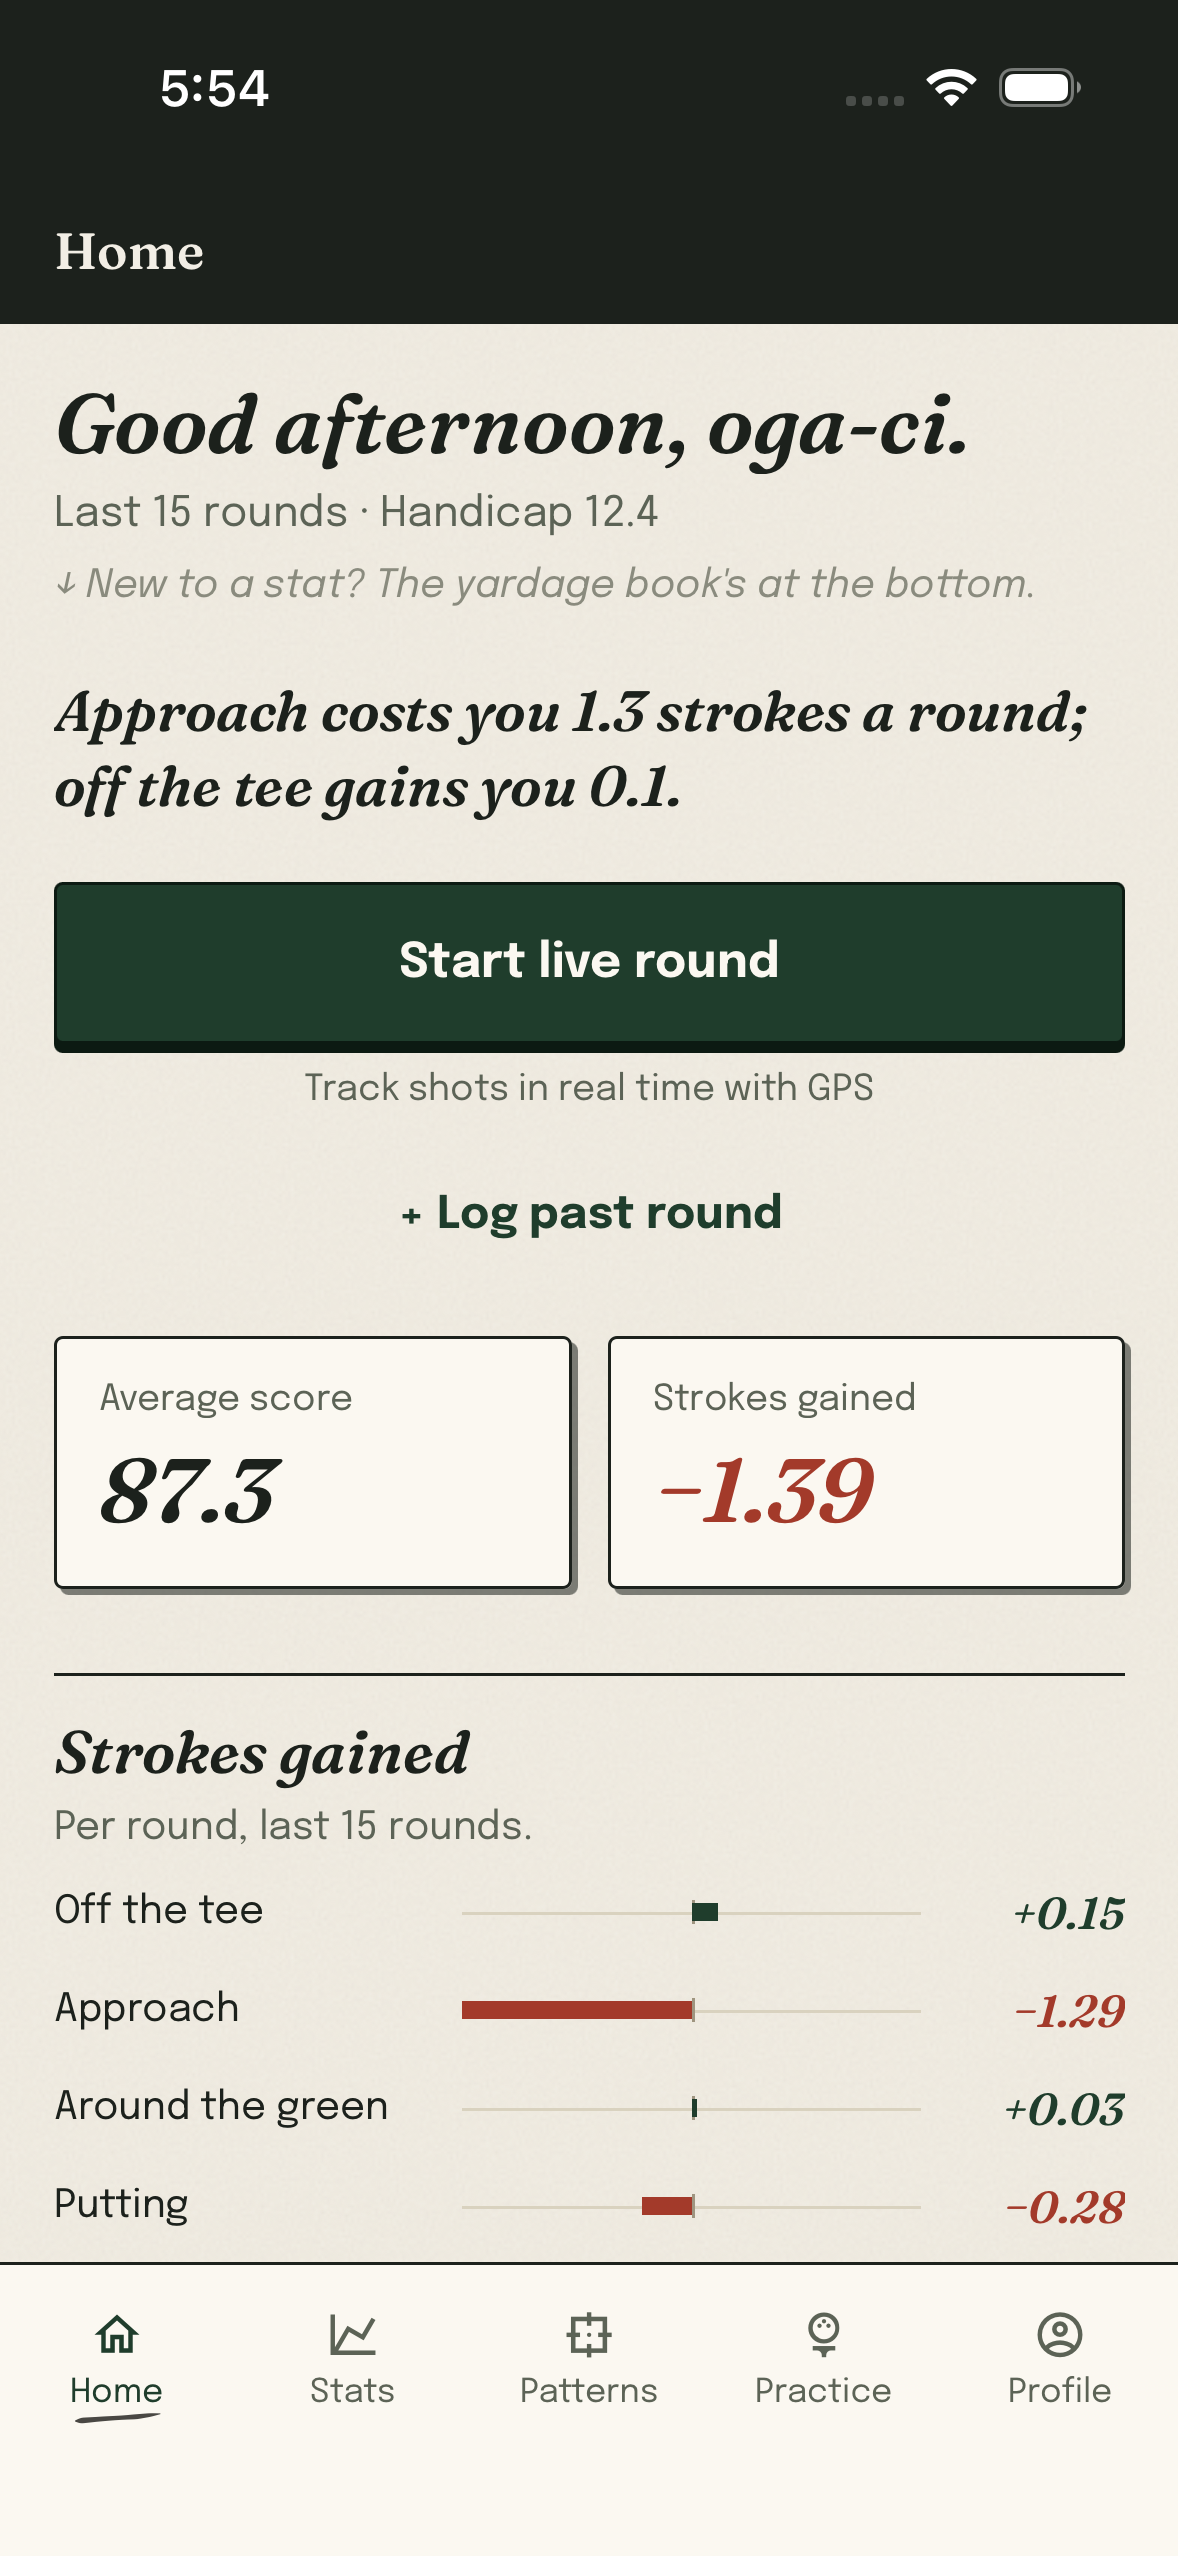 5:54
Home
Good afternoon, oga-ci.
Last 15 rounds · Handicap 12.4
↓ New to a stat? The yardage book's at the bottom.
Approach costs you 1.3 strokes a round;
off the tee gains you 0.1.
Start live round
Track shots in real time with GPS
+ Log past round
Average score
87.3
Strokes gained
−1.39
Strokes gained
Per round, last 15 rounds.
Off the tee +0.15
Approach −1.29
Around the green +0.03
Putting −0.28
Home Stats Patterns Practice Profile